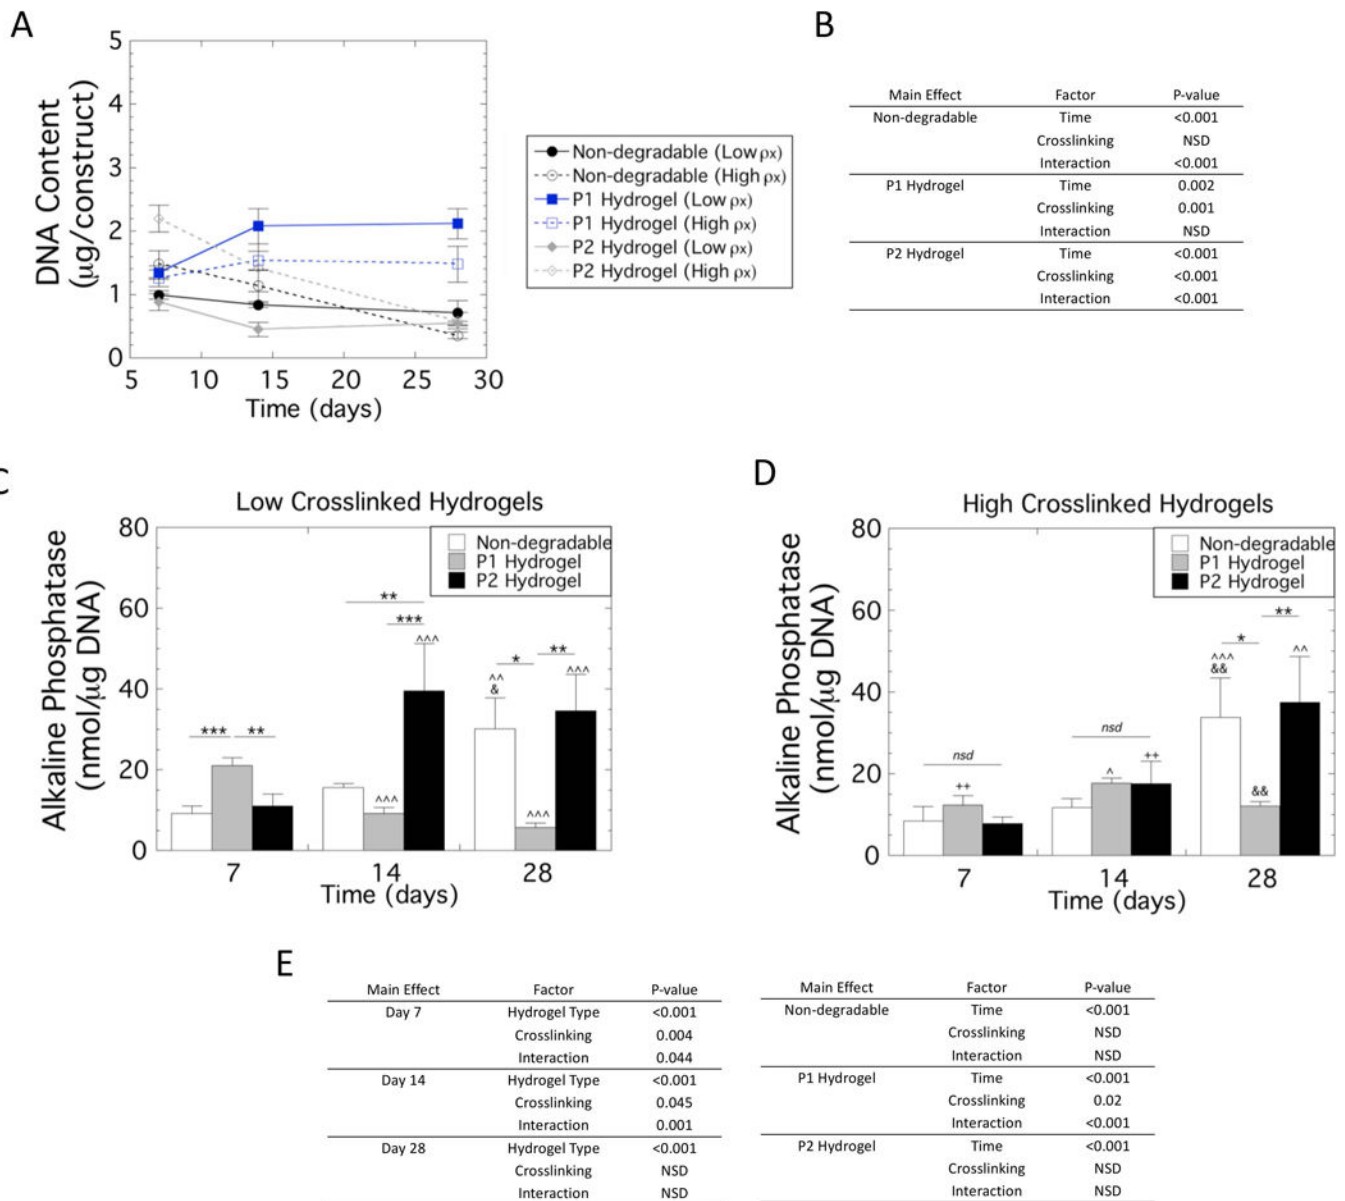 A
5
4
3
2
1
0
DNA Content
(µg/construct)
5 10 15 20 25 30
Time (days)
Non-degradable (Low ρx)
Non-degradable (High ρx)
P1 Hydrogel (Low ρx)
P1 Hydrogel (High ρx)
P2 Hydrogel (Low ρx)
P2 Hydrogel (High ρx)
B
Main Effect Factor P-value
Non-degradable Time <0.001
Crosslinking NSD
Interaction <0.001
P1 Hydrogel Time 0.002
Crosslinking 0.001
Interaction NSD
P2 Hydrogel Time <0.001
Crosslinking <0.001
Interaction <0.001
C
Low Crosslinked Hydrogels
Alkaline Phosphatase
(nmol/µg DNA)
80
60
40
20
0
Non-degradable
P1 Hydrogel
P2 Hydrogel
*** **
**
***
^^^
^^^
* **
^^
&
^^^
^^^
7 14 28
Time (days)
D
High Crosslinked Hydrogels
Alkaline Phosphatase
(nmol/µg DNA)
80
60
40
20
0
Non-degradable
P1 Hydrogel
P2 Hydrogel
nsd
++
nsd
^
++
**
*
^^^
&&
^^
&&
7 14 28
Time (days)
E
Main Effect Factor P-value
Day 7 Hydrogel Type <0.001
Crosslinking 0.004
Interaction 0.044
Day 14 Hydrogel Type <0.001
Crosslinking 0.045
Interaction 0.001
Day 28 Hydrogel Type <0.001
Crosslinking NSD
Interaction NSD
Main Effect Factor P-value
Non-degradable Time <0.001
Crosslinking NSD
Interaction NSD
P1 Hydrogel Time <0.001
Crosslinking 0.02
Interaction <0.001
P2 Hydrogel Time <0.001
Crosslinking NSD
Interaction NSD